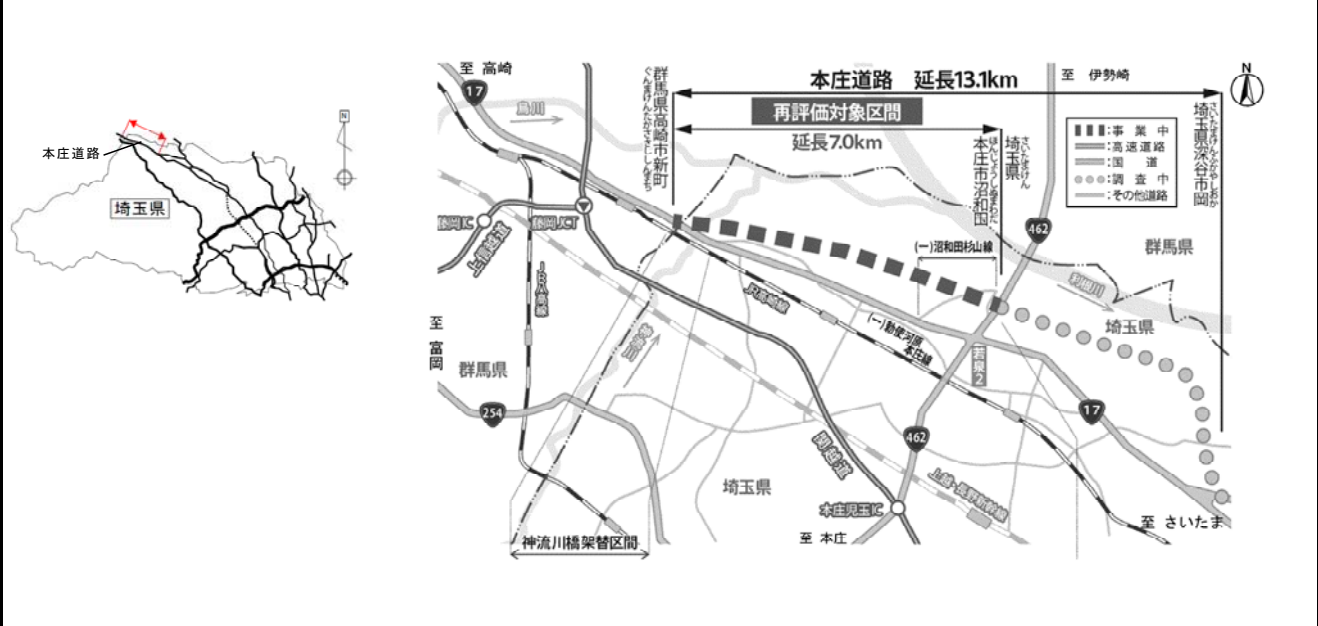 本庄道路
埼玉県
N
至 高崎
17
烏川
群馬県高崎市新町
ぐんまけんたかさきししんまち
本庄道路 延長13.1km
再評価対象区間
延長7.0km
埼玉県
さいたまけん
本庄市沼和田
ほんじょうしぬまわだ
至 伊勢崎
N
埼玉県深谷市岡
さいたまけんふかやしおか
:事業中
:高速道路
:国道
:調査中
:その他道路
462
群馬県
藤岡IC
藤岡JCT
上信越道
JR八高線
(一)沼和田杉山線
利根川
JR高崎線
埼玉県
(一)勅使河原
本庄線
至 富岡
神流川
群馬県
若泉2
254
17
462
関越道
埼玉県
上越・長野新幹線
本庄児玉IC
至 さいたま
至 本庄
神流川橋架替区間